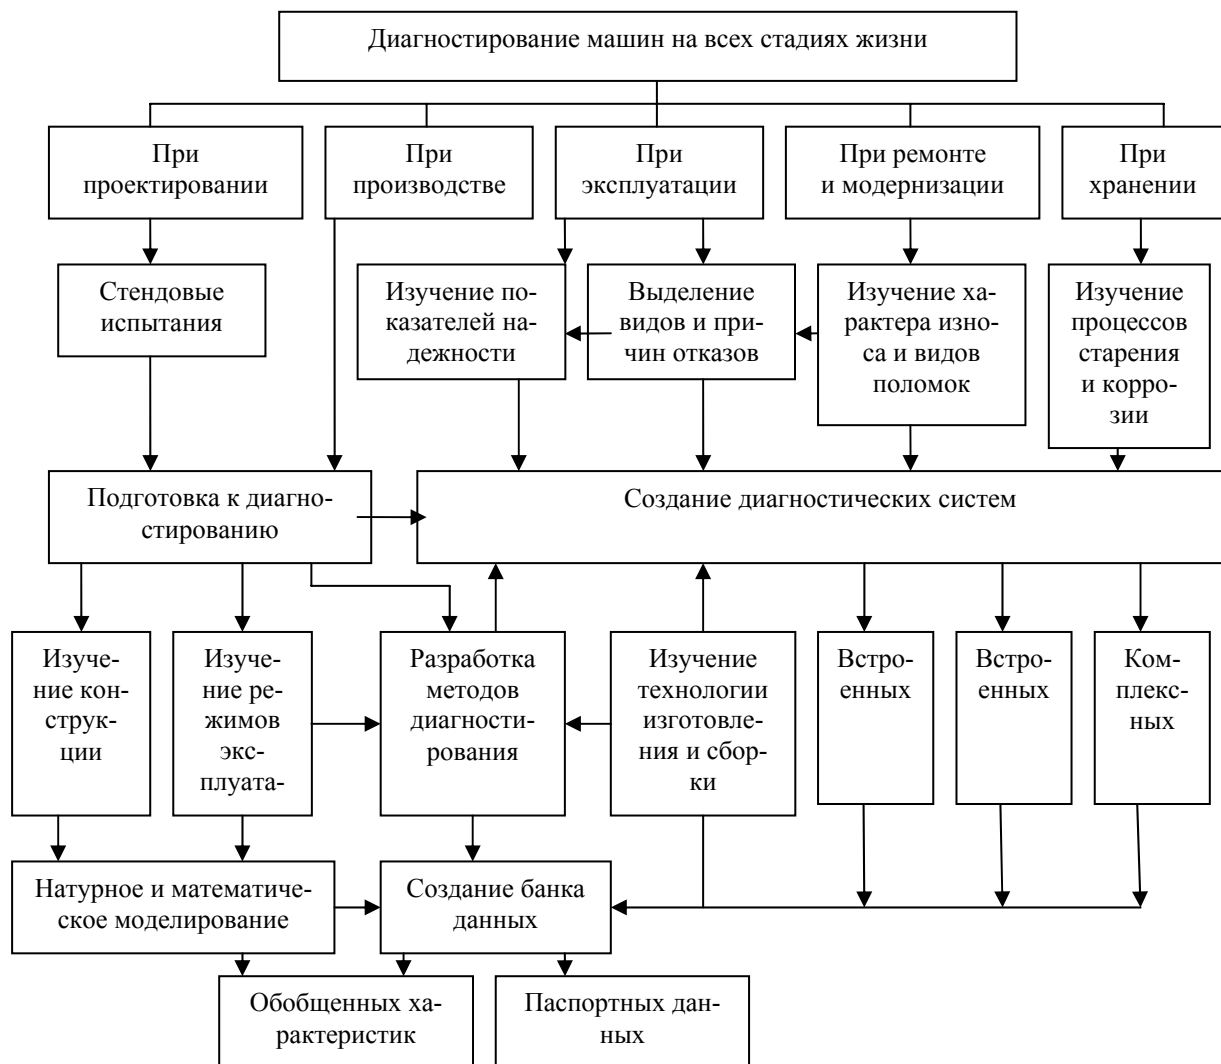 Диагностирование машин на всех стадиях жизни
При
проектировании
При
производстве
При
эксплуатации
При ремонте
и модернизации
При
хранении
Стендовые
испытания
Изучение по-
казателей на-
дежности
Выделение
видов и при-
чин отказов
Изучение ха-
рактера изно-
са и видов
поломок
Изучение
процессов
старения
и корро-
зии
Подготовка к диагно-
стированию
Создание диагностических систем
Изуче-
ние кон-
струк-
ции
Изуче-
ние ре-
жимов
экс-
плуата-
Разработка
методов
диагности-
рования
Изучение
технологии
изготовле-
ния и сбор-
ки
Встро-
енных
Встро-
енных
Ком-
плекс-
ных
Натурное и математиче-
ское моделирование
Создание банка
данных
Обобщенных ха-
рактеристик
Паспортных дан-
ных